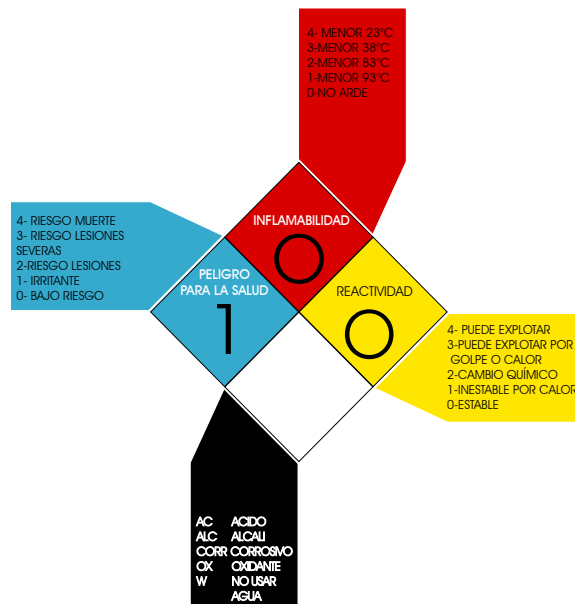 4- MENOR 23°C
3-MENOR 38°C
2-MENOR 83°C
1-MENOR 93°C
0-NO ARDE
INFLAMABILIDAD
0
4- RIESGO MUERTE
3- RIESGO LESIONES
SEVERAS
2-RIESGO LESIONES
1- IRRITANTE
0- BAJO RIESGO
PELIGRO
PARA LA SALUD
1
REACTIVIDAD
0
4- PUEDE EXPLOTAR
3-PUEDE EXPLOTAR POR
GOLPE O CALOR
2-CAMBIO QUÍMICO
1-INESTABLE POR CALOR
0-ESTABLE
AC ACIDO
ALC ALCALI
CORR CORROSIVO
OX OXIDANTE
W NO USAR
AGUA